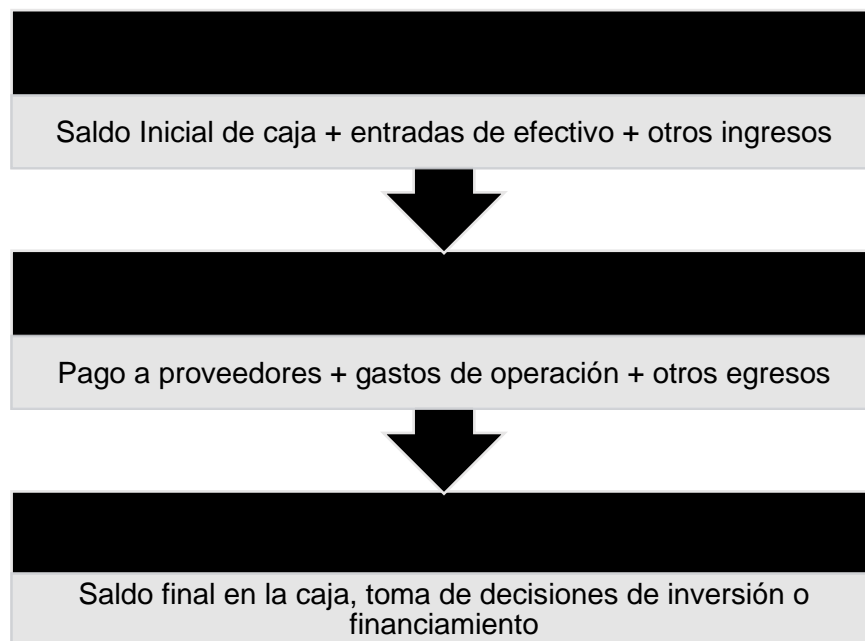 Saldo Inicial de caja + entradas de efectivo + otros ingresos
Pago a proveedores + gastos de operación + otros egresos
Saldo final en la caja, toma de decisiones de inversión o
financiamiento